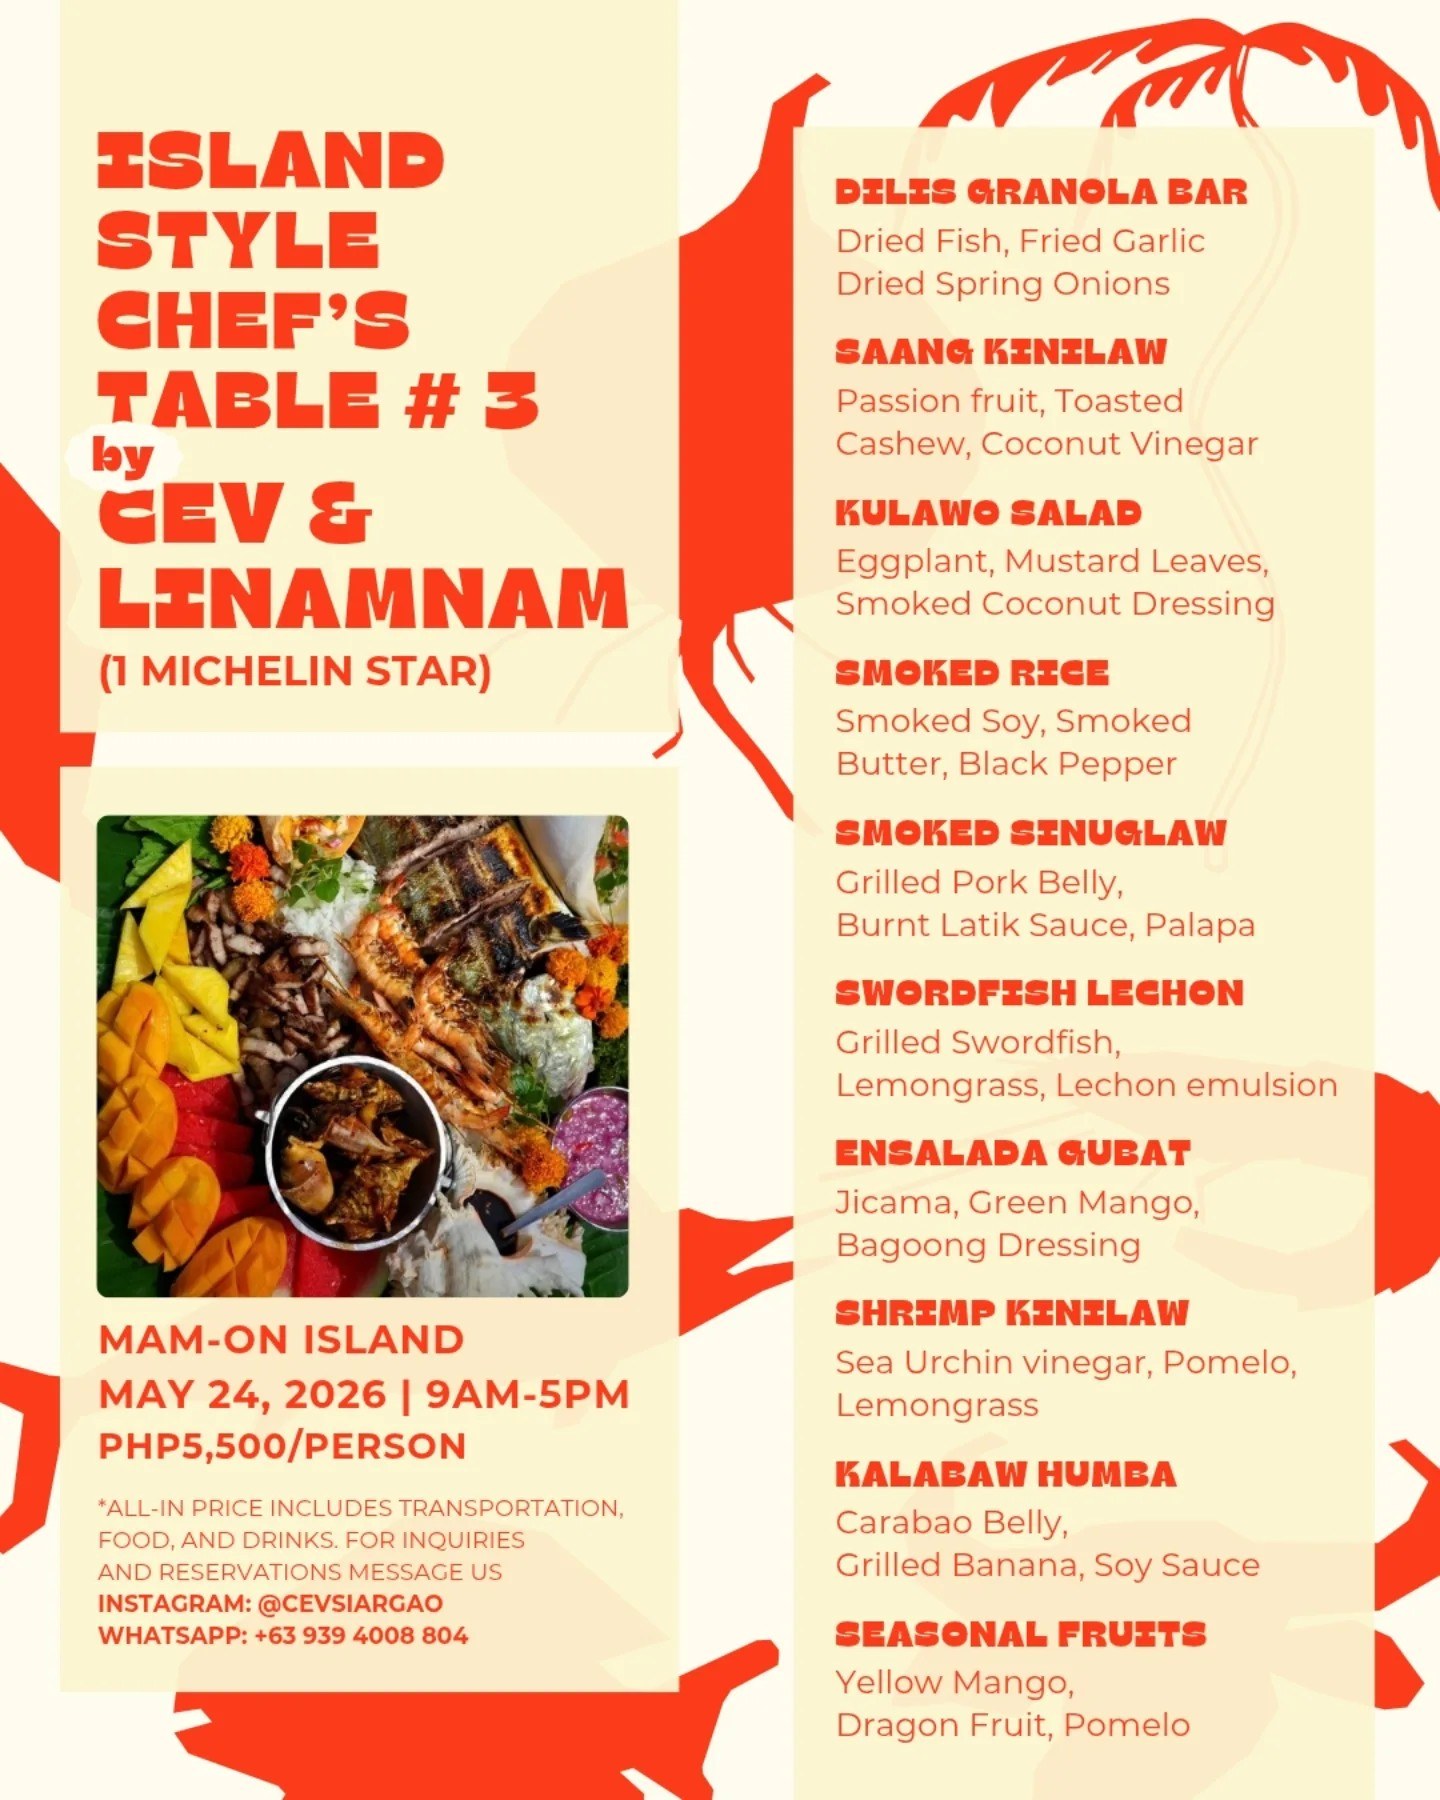 ISLAND
STYLE
CHEF'S
TABLE # 3
by
CEV &
LINAMNAM
(1 MICHELIN STAR)
MAM-ON ISLAND
MAY 24, 2026 | 9AM-5PM
PHP5,500/PERSON
*ALL-IN PRICE INCLUDES TRANSPORTATION,
FOOD, AND DRINKS. FOR INQUIRIES
AND RESERVATIONS MESSAGE US
INSTAGRAM: @CEVSIARGAO
WHATSAPP: +63 939 4008 804
DILIS GRANOLA BAR
Dried Fish, Fried Garlic
Dried Spring Onions
SAANG KINILAW
Passion fruit, Toasted
Cashew, Coconut Vinegar
KULAWO SALAD
Eggplant, Mustard Leaves,
Smoked Coconut Dressing
SMOKED RICE
Smoked Soy, Smoked
Butter, Black Pepper
SMOKED SINUGLAW
Grilled Pork Belly,
Burnt Latik Sauce, Palapa
SWORDFISH LECHON
Grilled Swordfish,
Lemongrass, Lechon emulsion
ENSALADA GUBAT
Jicama, Green Mango,
Bagoong Dressing
SHRIMP KINILAW
Sea Urchin vinegar, Pomelo,
Lemongrass
KALABAW HUMBA
Carabao Belly,
Grilled Banana, Soy Sauce
SEASONAL FRUITS
Yellow Mango,
Dragon Fruit, Pomelo